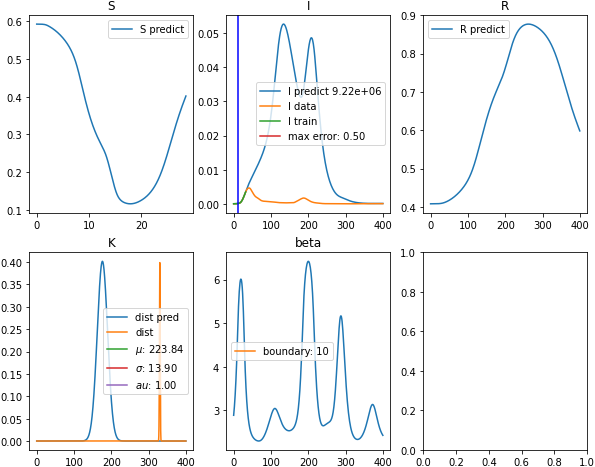 S
I
R
0.6
0.5
0.4
0.3
0.2
0.1
0
10
20
S predict
0.05
0.04
0.03
0.02
0.01
0.00
0 100 200 300 400
I predict 9.22e+06
I data
I train
max error: 0.50
0.9
0.8
0.7
0.6
0.5
0.4
0 100 200 300 400
R predict
K
beta
0.40
0.35
0.30
0.25
0.20
0.15
0.10
0.05
0.00
0 100 200 300 400
dist pred
dist
μ: 223.84
σ: 13.90
au: 1.00
6
5
4
3
0 100 200 300 400
boundary: 10
1.0
0.8
0.6
0.4
0.2
0.0
0.0 0.2 0.4 0.6 0.8 1.0